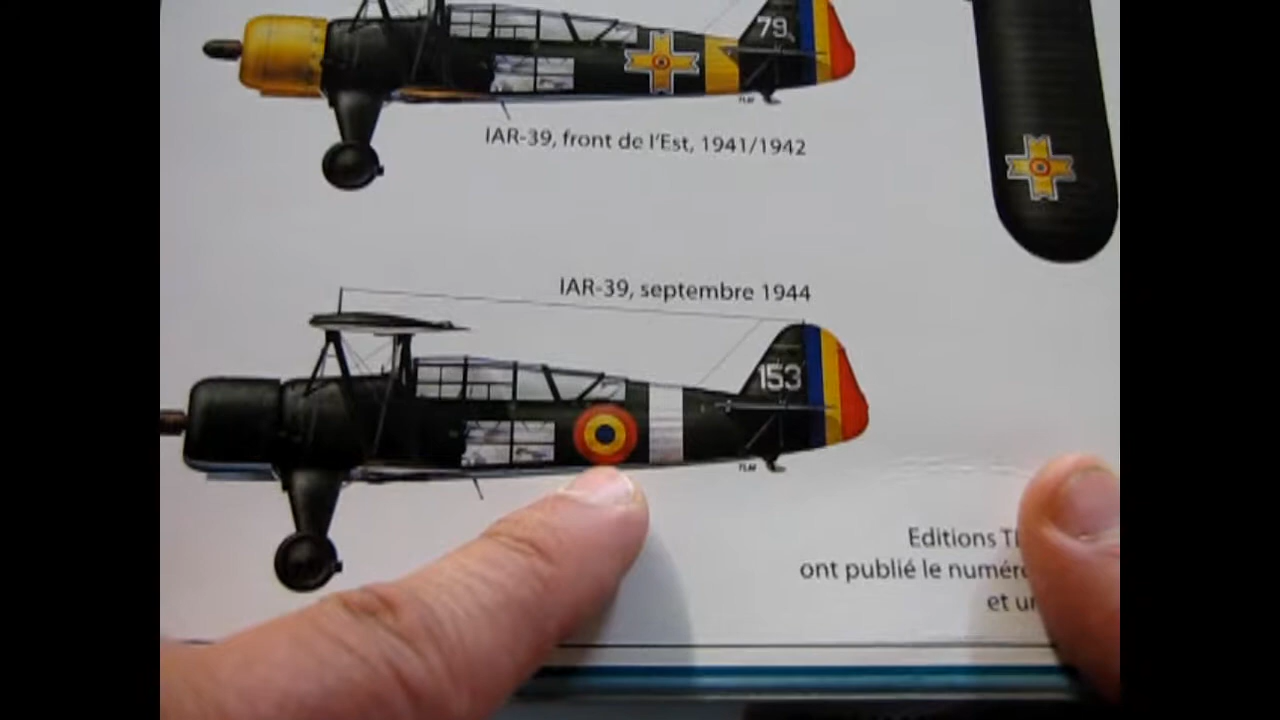 79
IAR-39, front de l'Est, 1941/1942
IAR-39, septembre 1944
153
Editions
ont publié le
et